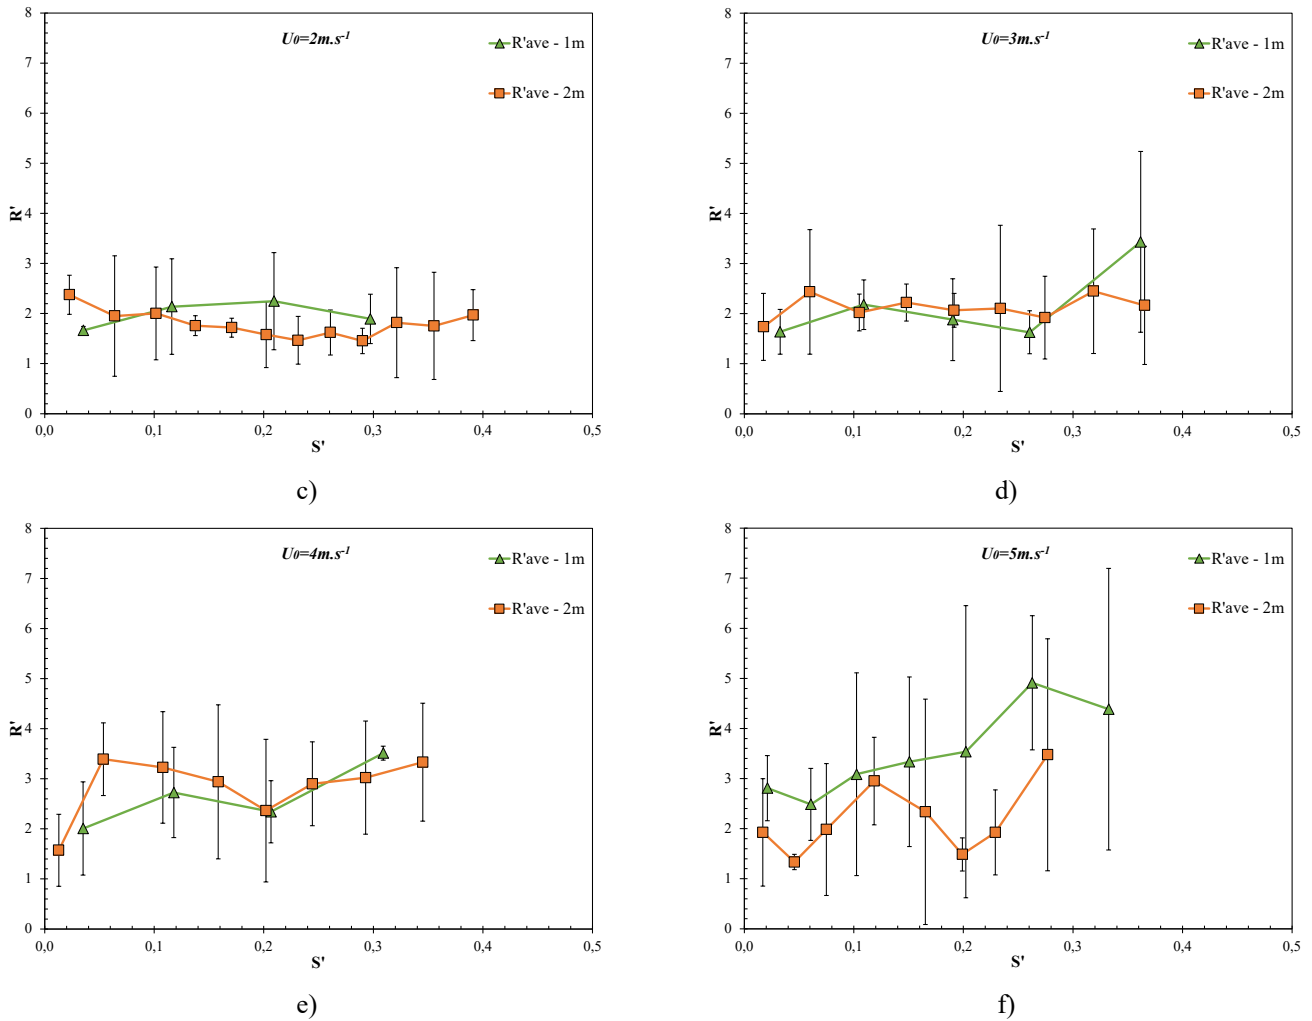 U0=2m.s-1
R'ave - 1m
R'ave - 2m
8
7
6
5
4
3
2
1
0
R'
0,0 0,1 0,2 0,3 0,4 0,5
S'
c)
U0=3m.s-1
R'ave - 1m
R'ave - 2m
8
7
6
5
4
3
2
1
0
R'
0,0 0,1 0,2 0,3 0,4 0,5
S'
d)
U0=4m.s-1
R'ave - 1m
R'ave - 2m
8
7
6
5
4
3
2
1
0
R'
0,0 0,1 0,2 0,3 0,4 0,5
S'
e)
U0=5m.s-1
R'ave - 1m
R'ave - 2m
8
7
6
5
4
3
2
1
0
R'
0,0 0,1 0,2 0,3 0,4 0,5
S'
f)